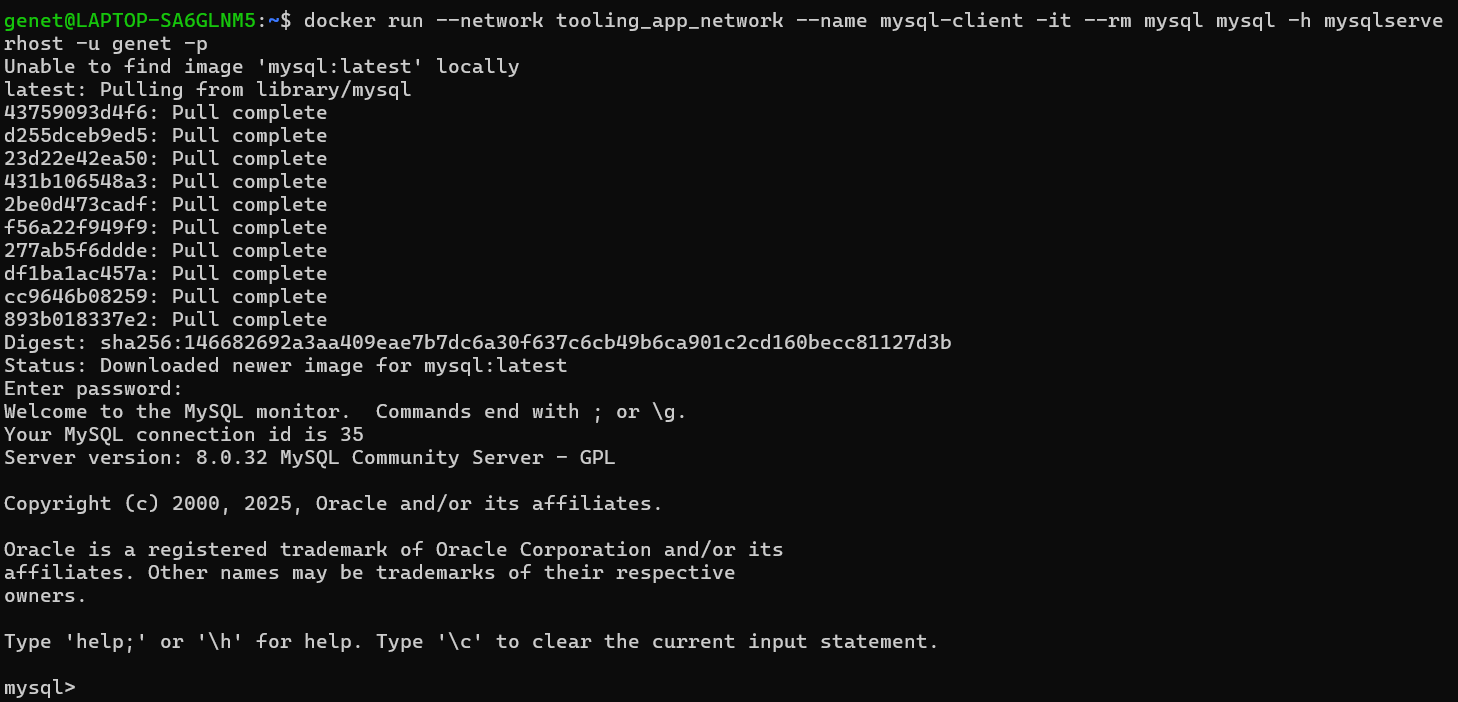 genet@LAPTOP-SA6GLNM5:~$ docker run --network tooling_app_network --name mysql-client -it --rm mysql mysql -h mysqlserve
rhost -u genet -p
Unable to find image 'mysql:latest' locally
latest: Pulling from library/mysql
43759093d4f6: Pull complete
d255dceb9ed5: Pull complete
23d22e42ea50: Pull complete
431b106548a3: Pull complete
2be0d473cadf: Pull complete
f56a22f949f9: Pull complete
277ab5f6ddde: Pull complete
df1ba1ac457a: Pull complete
cc9646b08259: Pull complete
893b018337e2: Pull complete
Digest: sha256:146682692a3aa409eae7b7dc6a30f637c6cb49b6ca901c2cd160becc81127d3b
Status: Downloaded newer image for mysql:latest
Enter password:
Welcome to the MySQL monitor.  Commands end with ; or \g.
Your MySQL connection id is 35
Server version: 8.0.32 MySQL Community Server - GPL

Copyright (c) 2000, 2025, Oracle and/or its affiliates.

Oracle is a registered trademark of Oracle Corporation and/or its
affiliates. Other names may be trademarks of their respective
owners.

Type 'help;' or '\h' for help. Type '\c' to clear the current input statement.

mysql>